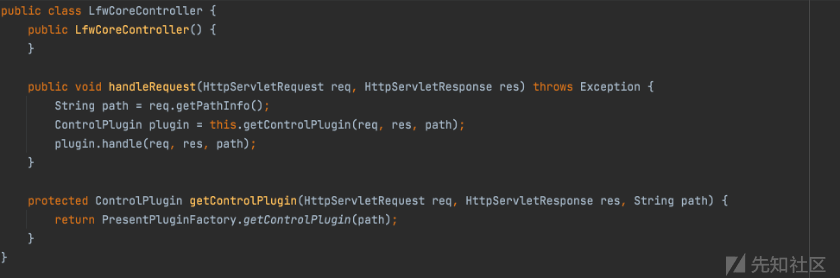 public class LfwCoreController {
    public LfwCoreController() {
    }
    public void handleRequest(HttpServletRequest req, HttpServletResponse res) throws Exception {
        String path = req.getPathInfo();
        ControlPlugin plugin = this.getControlPlugin(req, res, path);
        plugin.handle(req, res, path);
    }
    protected ControlPlugin getControlPlugin(HttpServletRequest req, HttpServletResponse res, String path) {
        return PresentPluginFactory.getControlPlugin(path);
    }
}
先知社区